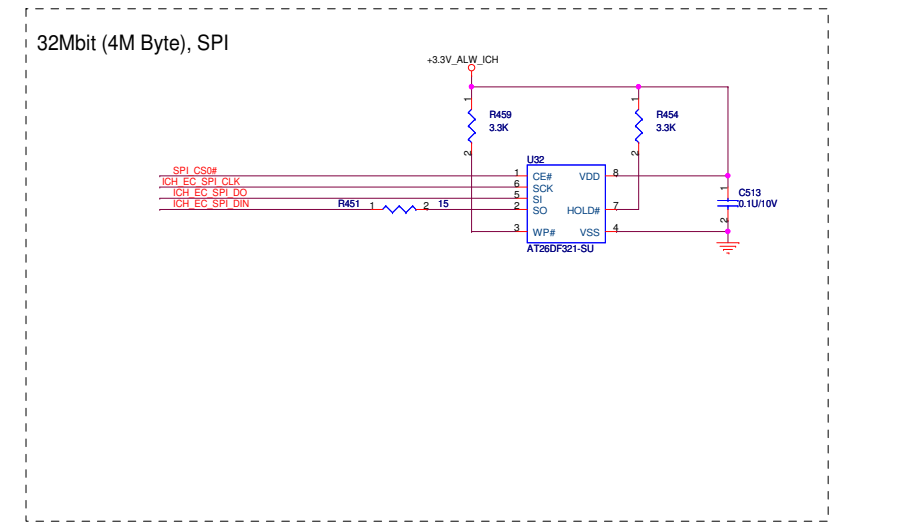 32Mbit (4M Byte), SPI
+3.3V_ALW_ICH
1
1
R459
3.3K
R454
3.3K
2
2
U32
SPI_CS0#
1
CE#
VDD
8
ICH_EC_SPI_CLK
6
SCK
ICH_EC_SPI_DO
5
SI
ICH_EC_SPI_DIN
R451
1
2
15
2
SO
HOLD#
7
1
C513
0.1U/10V
2
3
WP#
VSS
4
AT26DF321-SU